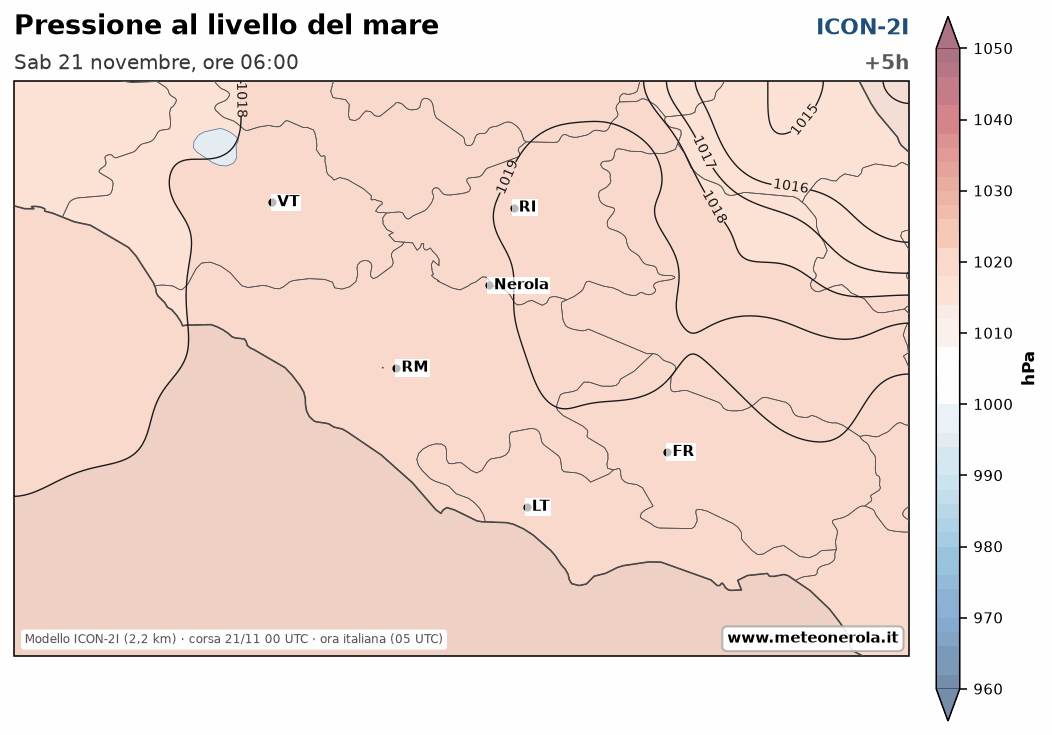 Pressione al livello del mare
ICON-2I
Sab 21 novembre, ore 06:00
+5h
1018
1015
1017
1019
1016
1018
VT
RI
Nerola
RM
FR
LT
Modello ICON-2I (2,2 km) · corsa 21/11 00 UTC · ora italiana (05 UTC)
www.meteonerola.it
1050
1040
1030
1020
1010
1000
990
980
970
960
hPa